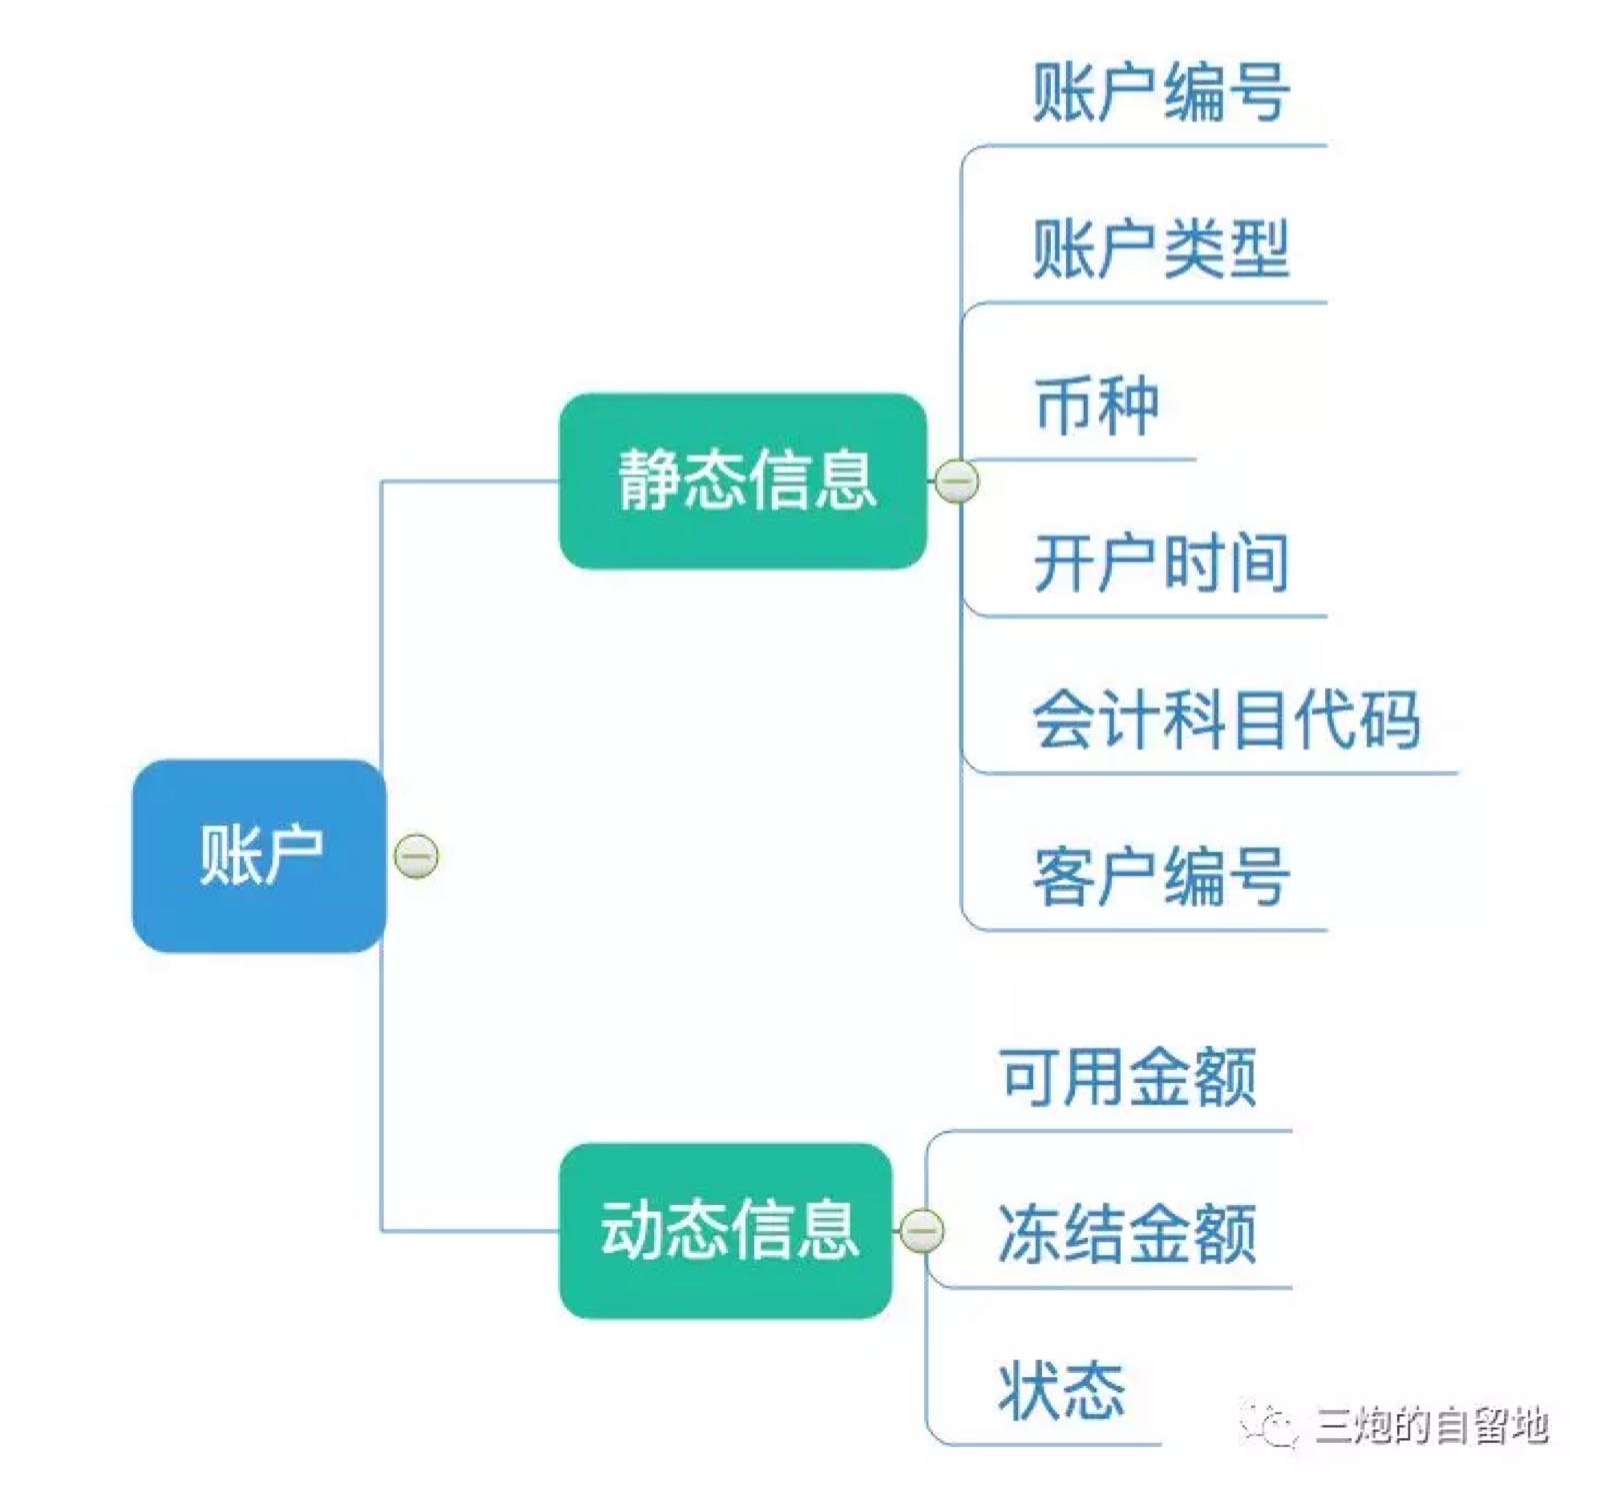 账户
静态信息
账户编号
账户类型
币种
开户时间
会计科目代码
客户编号
动态信息
可用金额
冻结金额
状态
三炮的自留地